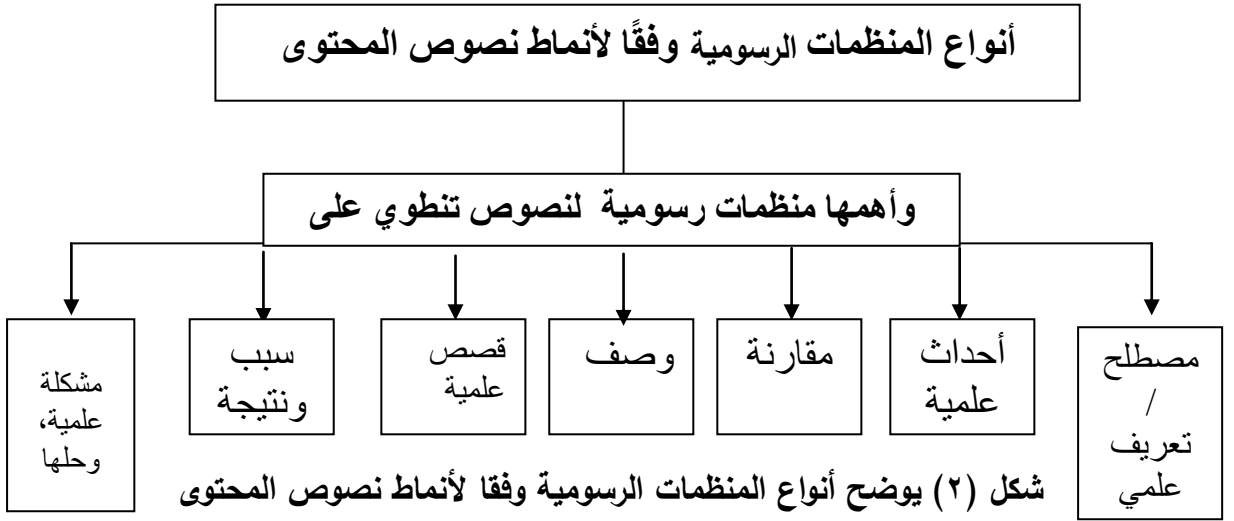 أنواع المنظمات الرسومية وفقًا لأنماط نصوص المحتوى
وأهمها منظمات رسومية لنصوص تنطوي على
مصطلح
/
تعريف
علمي
أحداث
علمية
مقارنة
وصف
قصص
علمية
سبب
ونتيجة
مشكلة
علمية،
وحلها
شكل (٢) يوضح أنواع المنظمات الرسومية وفقا لأنماط نصوص المحتوى